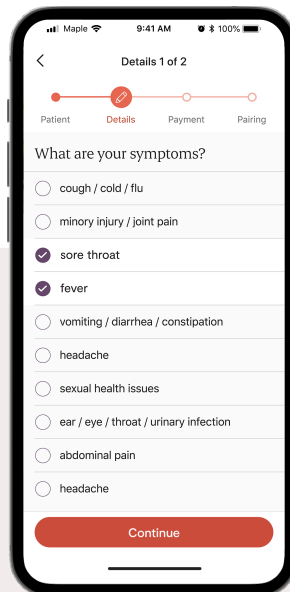 Maple 9:41 AM 100%
Details 1 of 2
Patient Details Payment Pairing
What are your symptoms?
cough / cold / flu
minory injury / joint pain
sore throat
fever
vomiting / diarrhea / constipation
headache
sexual health issues
ear / eye / throat / urinary infection
abdominal pain
headache
Continue